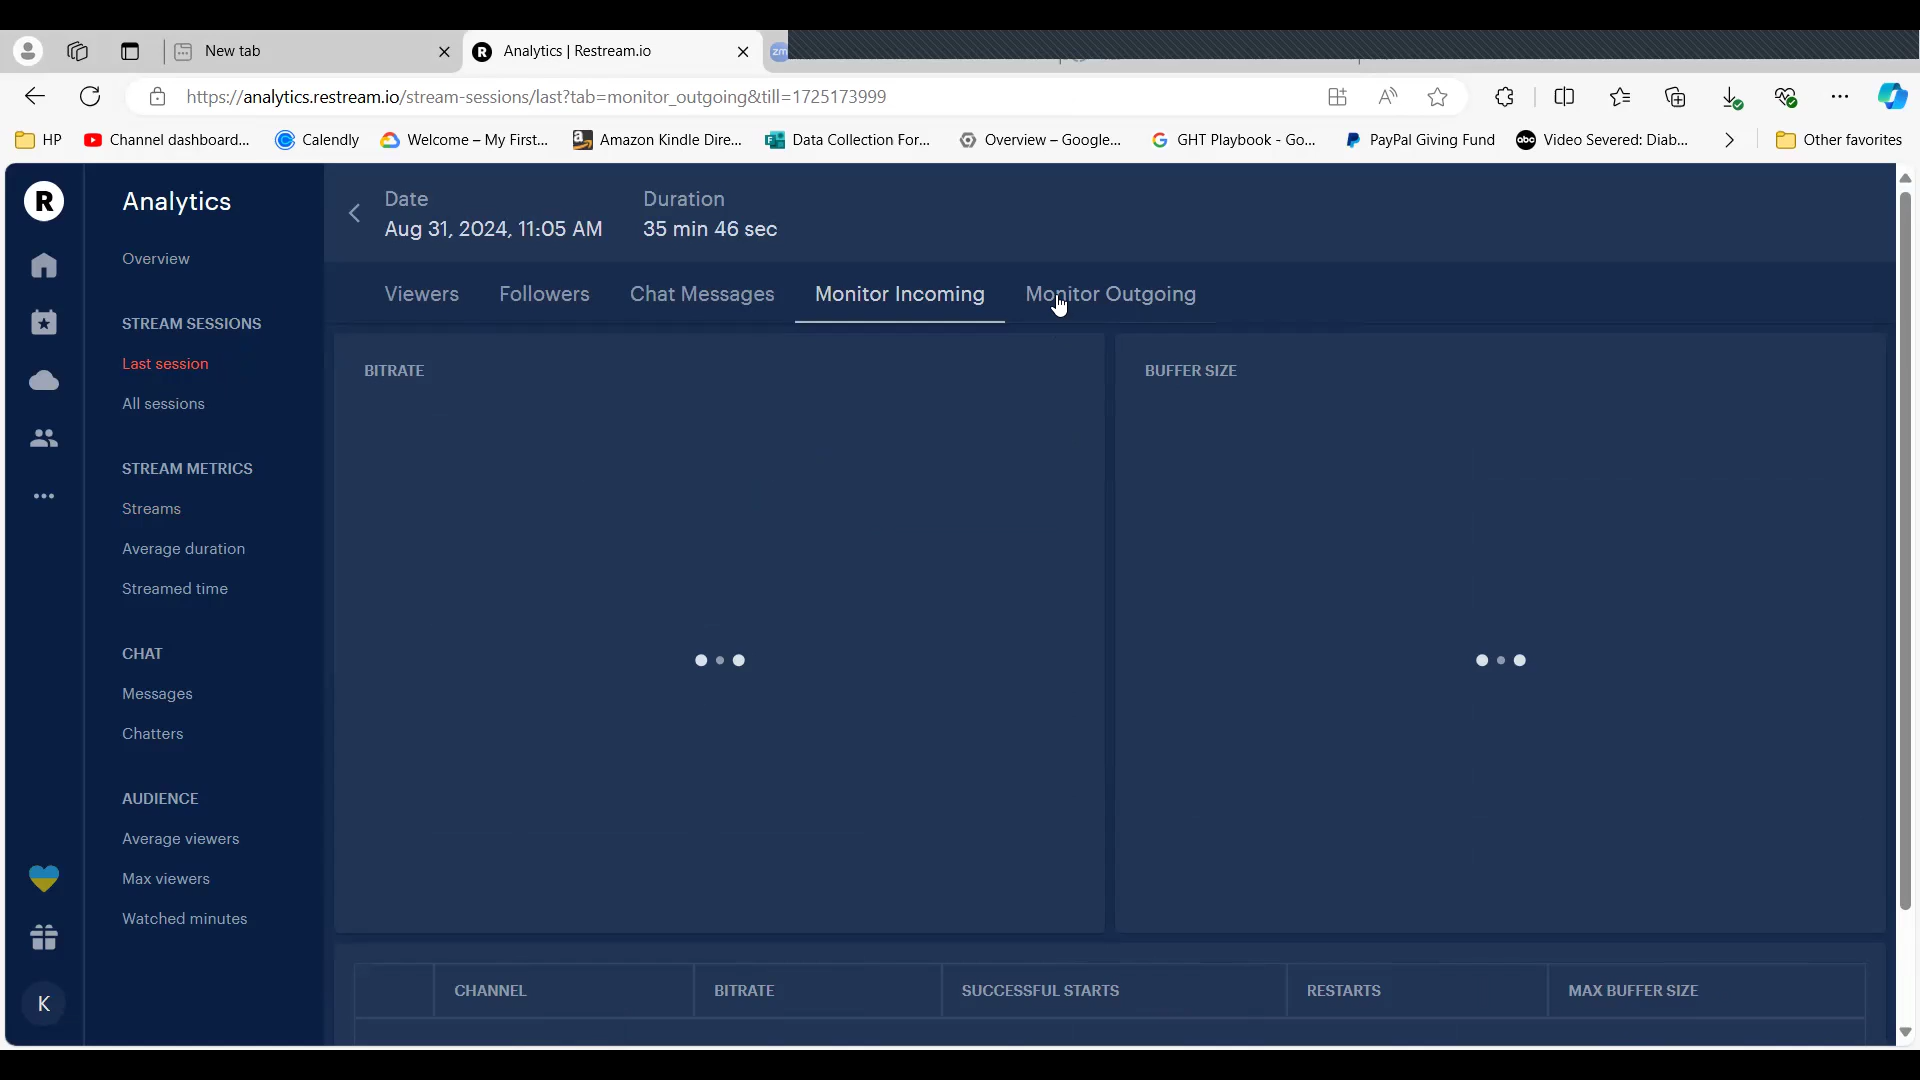 New tab
R
Analytics | Restream.io
zm
https://analytics.restream.io/stream-sessions/last?tab=monitor_outgoing&till=1725173999
HP
Channel dashboard...
Calendly
Welcome – My First...
Amazon Kindle Dire...
Data Collection For...
Overview – Google...
GHT Playbook - Go...
PayPal Giving Fund
abc
Video Severed: Diab...
Other favorites
R
Analytics
Overview
STREAM SESSIONS
Last session
All sessions
STREAM METRICS
Streams
Average duration
Streamed time
CHAT
Messages
Chatters
AUDIENCE
Average viewers
Max viewers
Watched minutes
K
Date
Aug 31, 2024, 11:05 AM
Duration
35 min 46 sec
Viewers
Followers
Chat Messages
Monitor Incoming
Monitor Outgoing
BITRATE
BUFFER SIZE
CHANNEL
BITRATE
SUCCESSFUL STARTS
RESTARTS
MAX BUFFER SIZE